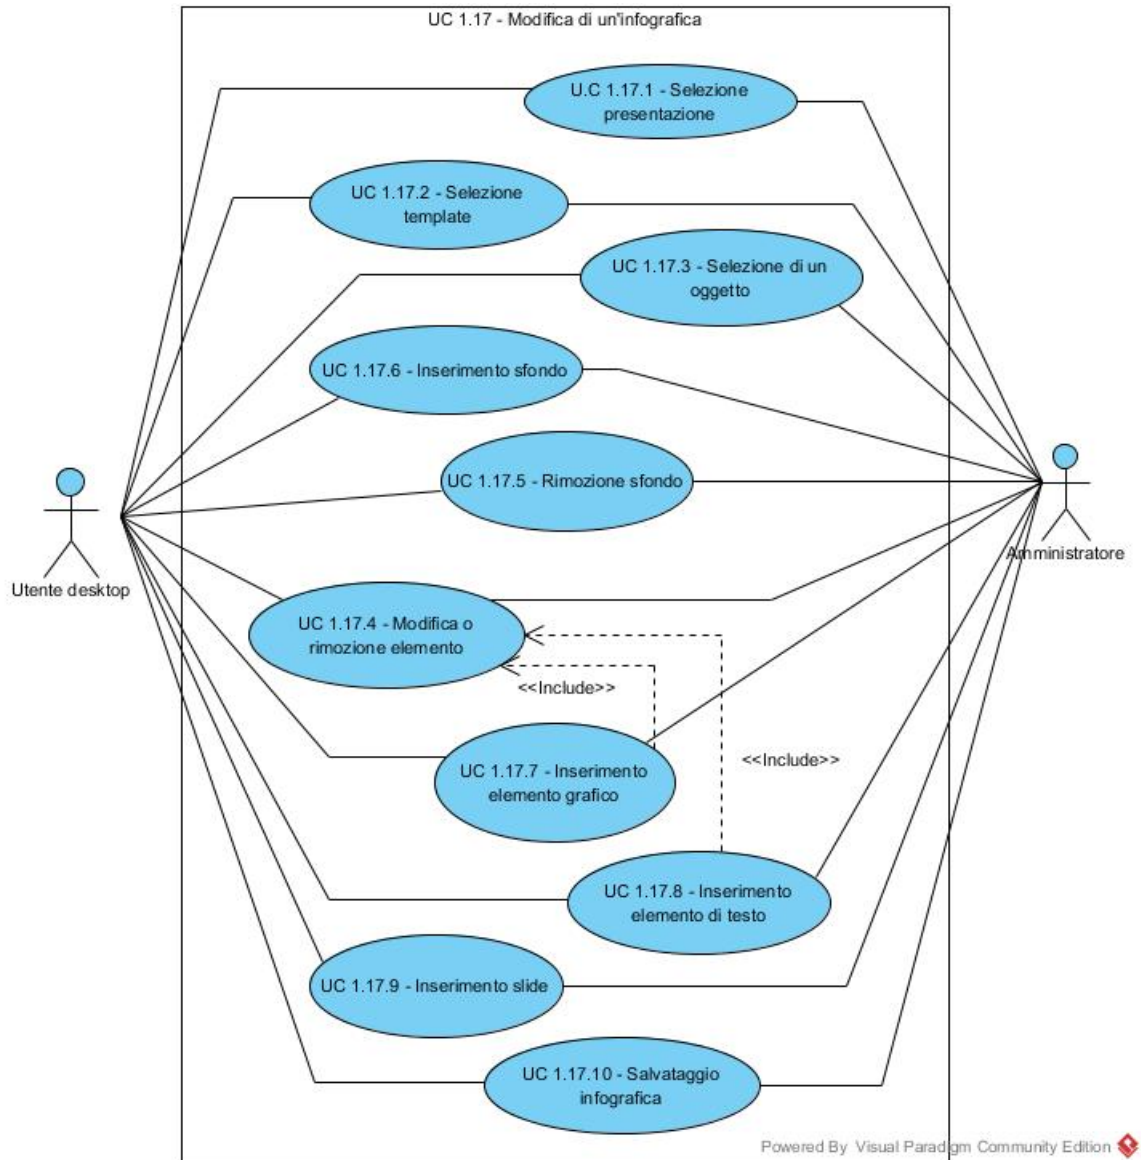 UC 1.17 - Modifica di un'infografica
U.C 1.17.1 - Selezione
presentazione
UC 1.17.2 - Selezione
template
UC 1.17.3 - Selezione di un
oggetto
UC 1.17.6 - Inserimento sfondo
UC 1.17.5 - Rimozione sfondo
Utente desktop
Amministratore
UC 1.17.4 - Modifica o
rimozione elemento
<<Include>>
UC 1.17.7 - Inserimento
elemento grafico
<<Include>>
UC 1.17.8 - Inserimento
elemento di testo
UC 1.17.9 - Inserimento slide
UC 1.17.10 - Salvataggio
infografica
Powered By Visual Paradigm Community Edition